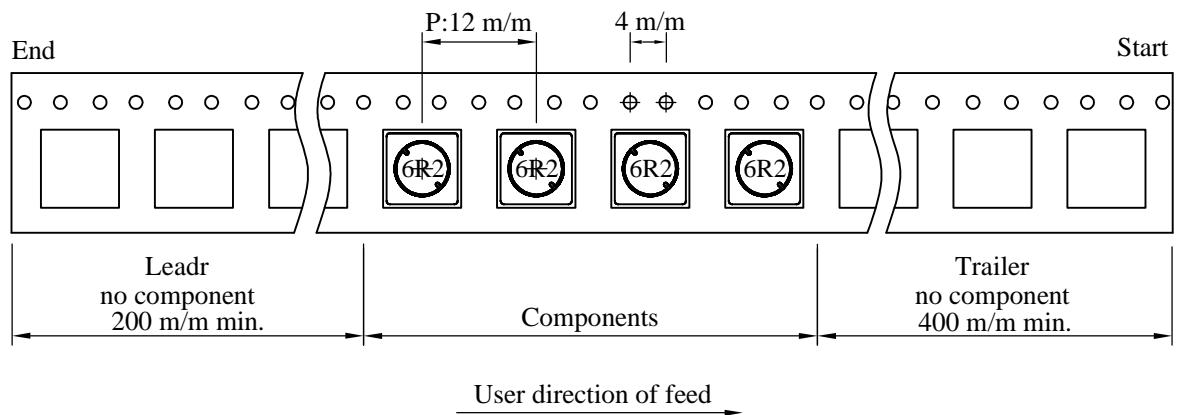 P:12 m/m
4 m/m
End
Start
6R2
6R2
6R2
6R2
Leadr
no component
200 m/m min.
Components
Trailer
no component
400 m/m min.
User direction of feed